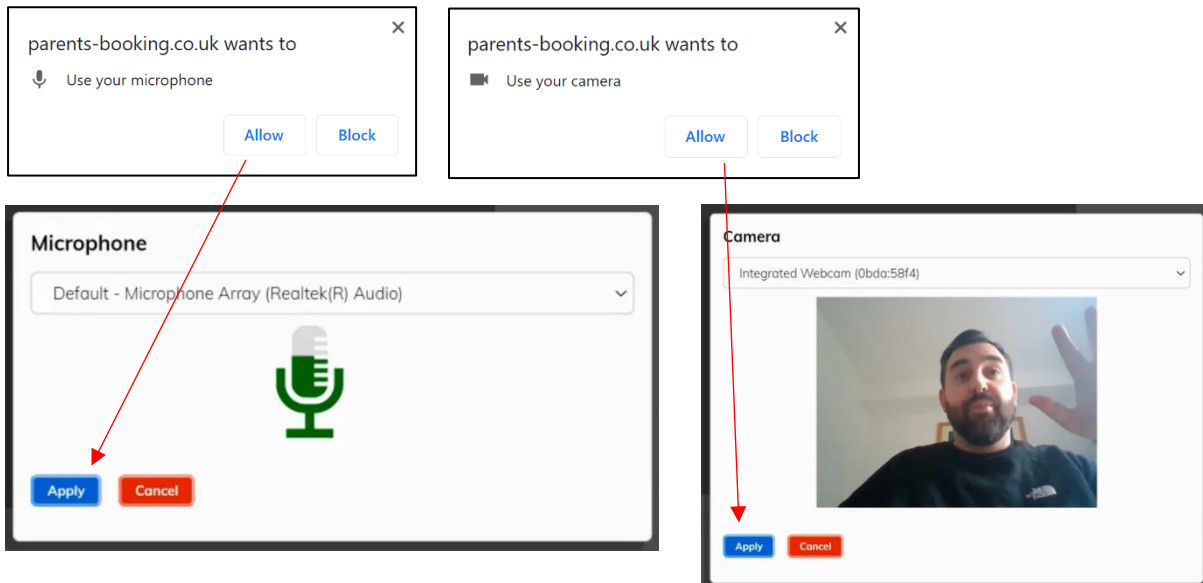 parents-booking.co.uk wants to
Use your microphone
Allow
Block
parents-booking.co.uk wants to
Use your camera
Allow
Block
Microphone
Default - Microphone Array (Realtek(R) Audio)
Apply
Cancel
Camera
Integrated Webcam (0bda:58f4)
Apply
Cancel